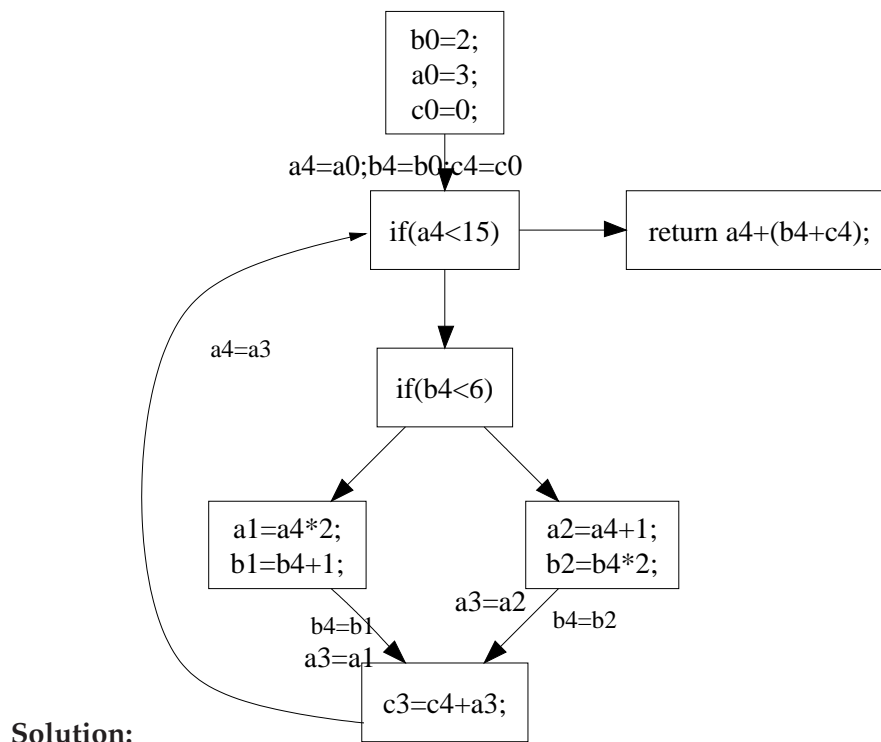 b0=2;
a0=3;
c0=0;
a4=a0;b4=b0;c4=c0
if(a4<15)
return a4+(b4+c4);
a4=a3
if(b4<6)
a1=a4*2;
b1=b4+1;
a2=a4+1;
b2=b4*2;
a3=a2
b4=b2
b4=b1
a3=a1
c3=c4+a3;
Solution: